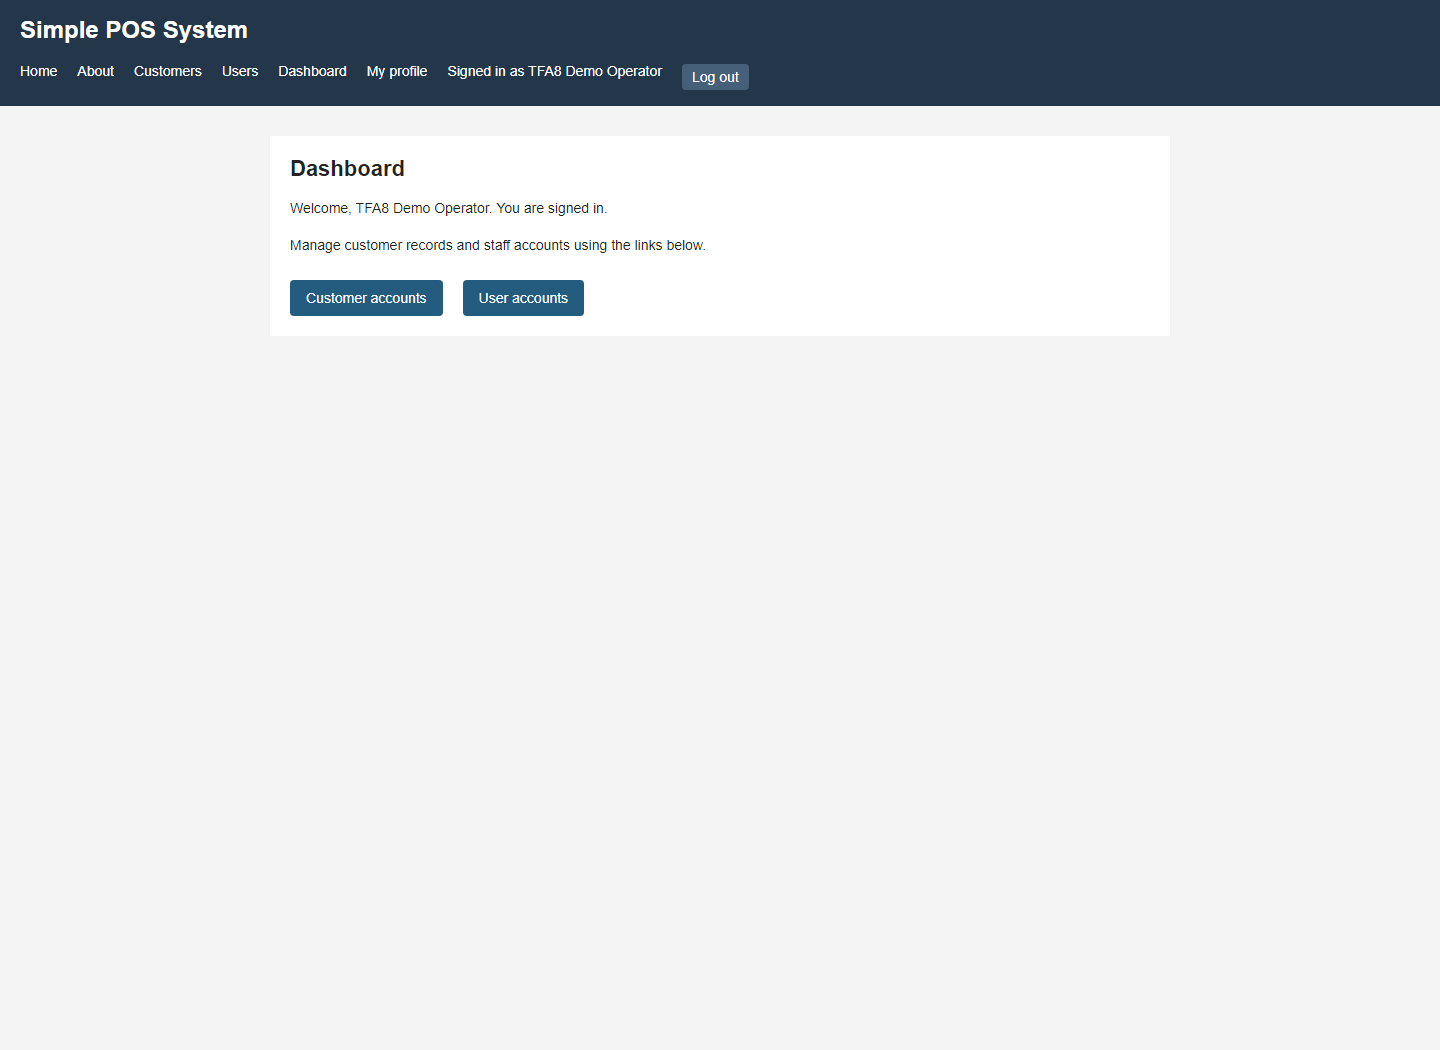 Simple POS System
Home About Customers Users Dashboard My profile Signed in as TFA8 Demo Operator Log out
Dashboard
Welcome, TFA8 Demo Operator. You are signed in.
Manage customer records and staff accounts using the links below.
Customer accounts User accounts